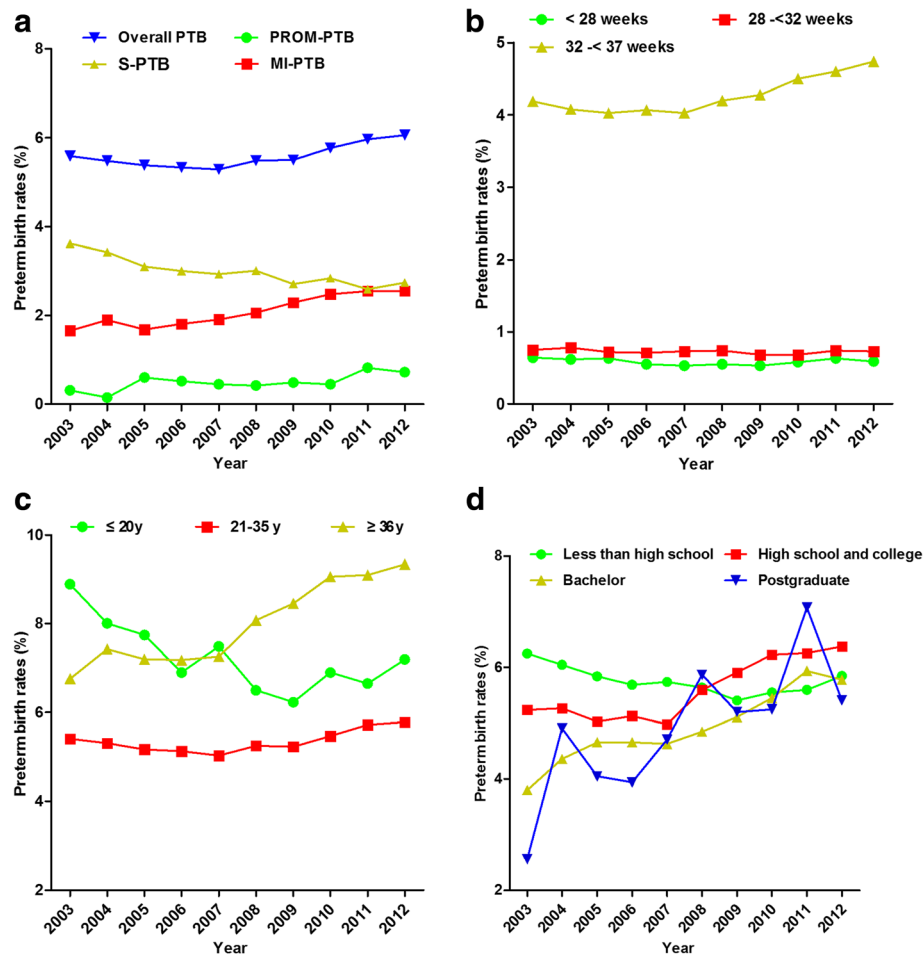 a
Overall PTB PROM-PTB
S-PTB MI-PTB
Preterm birth rates (%)
8
6
4
2
0
2003 2004 2005 2006 2007 2008 2009 2010 2011 2012
Year
b
< 28 weeks 28 -<32 weeks
32 -< 37 weeks
Preterm birth rates (%)
5
4
3
2
1
0
2003 2004 2005 2006 2007 2008 2009 2010 2011 2012
Year
c
≤ 20y 21-35 y ≥ 36y
Preterm birth rates (%)
10
8
6
4
2
2003 2004 2005 2006 2007 2008 2009 2010 2011 2012
Year
d
Less than high school High school and college
Bachelor Postgraduate
Preterm birth rates (%)
8
6
4
2
2003 2004 2005 2006 2007 2008 2009 2010 2011 2012
Year